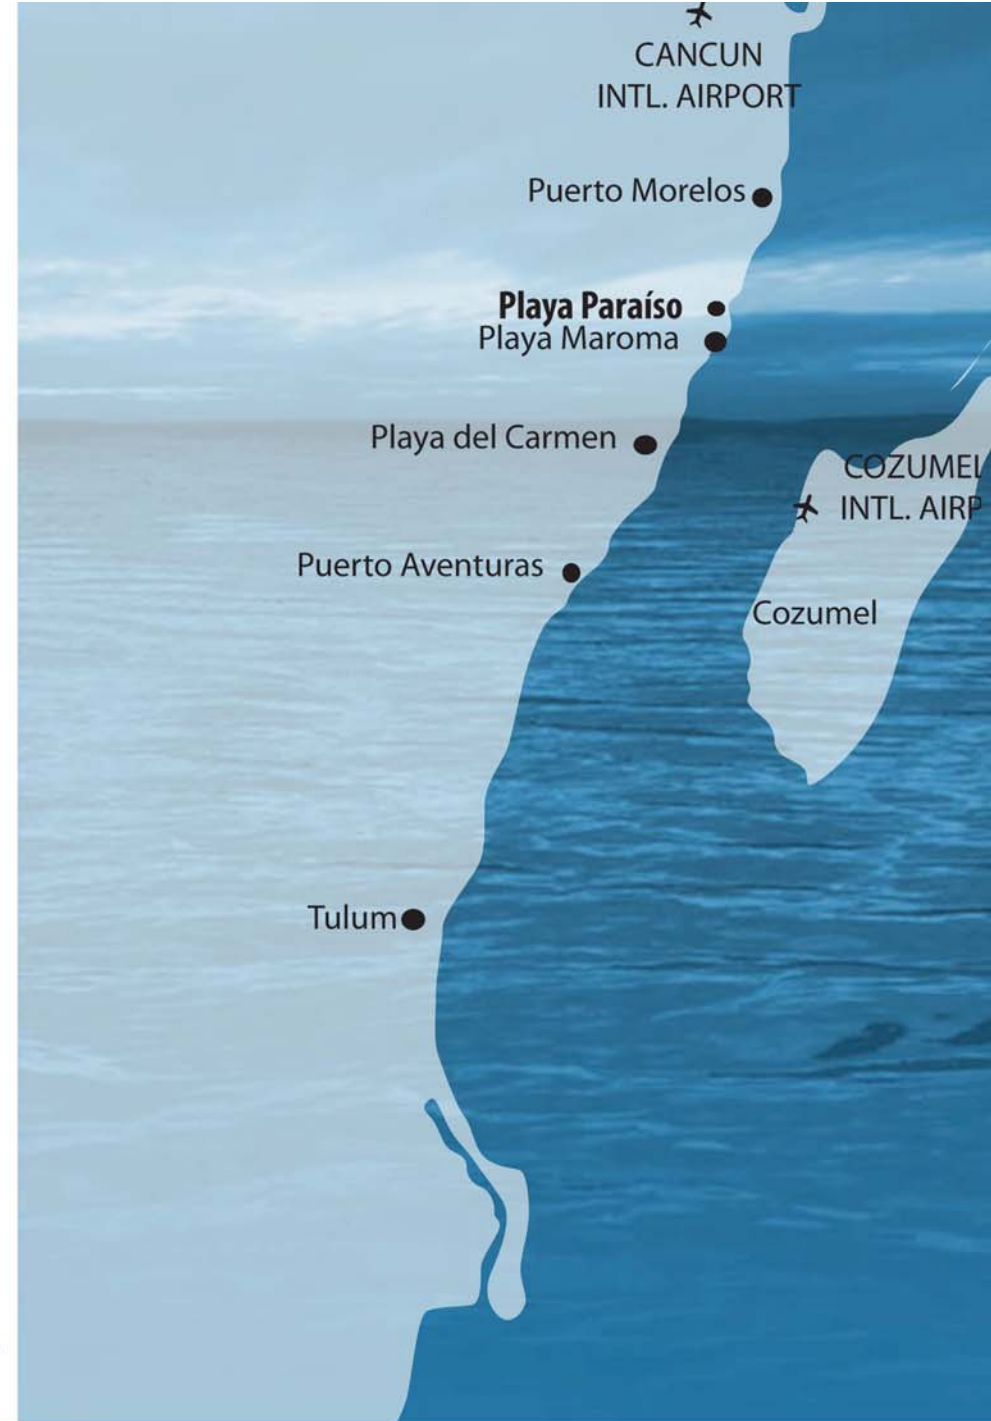 CANCUN
INTL. AIRPORT
Puerto Morelos
Playa Paraíso
Playa Maroma
Playa del Carmen
COZUMEL
INTL. AIRP
Puerto Aventuras
Cozumel
Tulum